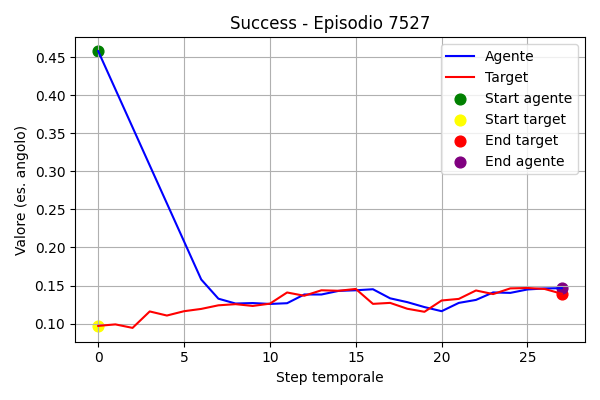 Success - Episodio 7527
Valore (es. angolo)
0.45
0.40
0.35
0.30
0.25
0.20
0.15
0.10
Agente
Target
Start agente
Start target
End target
End agente
0 5 10 15 20 25
Step temporale